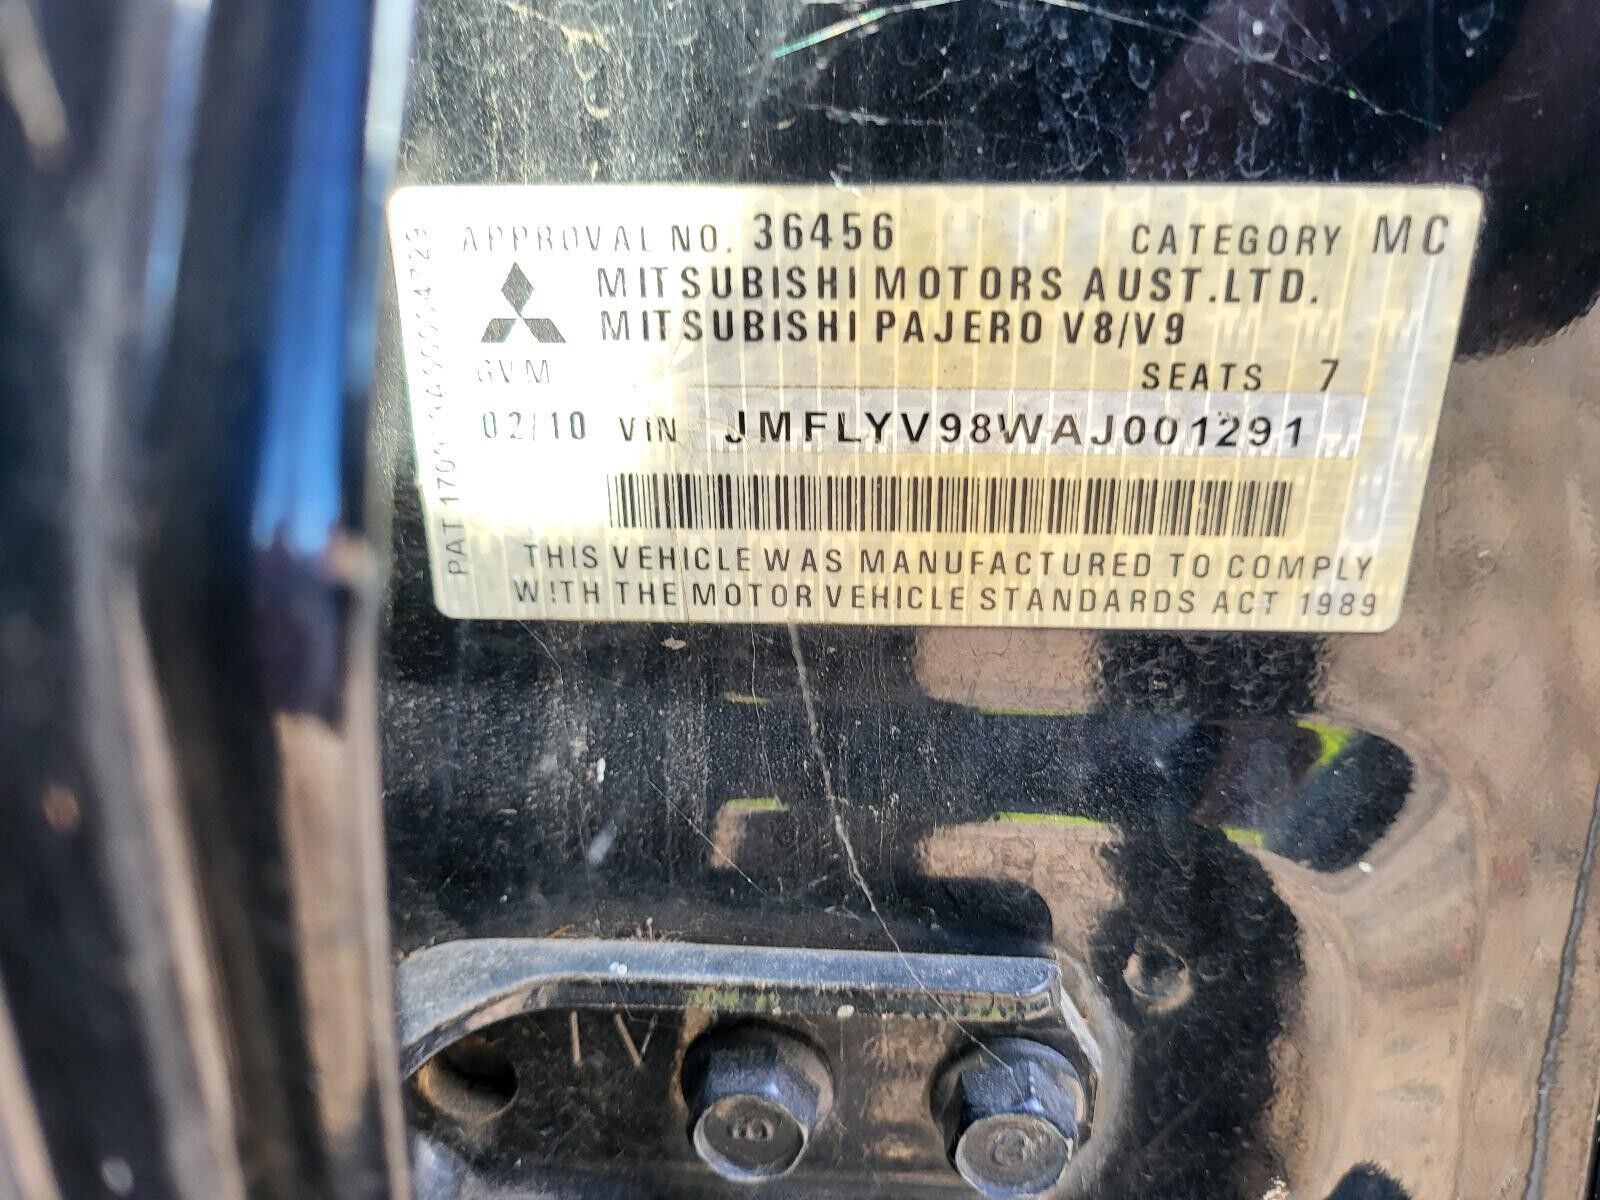 APPROVAL NO. 36456 CATEGORY MC
MITSUBISHI MOTORS AUST.LTD.
MITSUBISHI PAJERO V8/V9
GVM SEATS 7
02/10 VIN JMFLYV98WAJ001291
THIS VEHICLE WAS MANUFACTURED TO COMPLY
WITH THE MOTOR VEHICLE STANDARDS ACT 1989
PAT